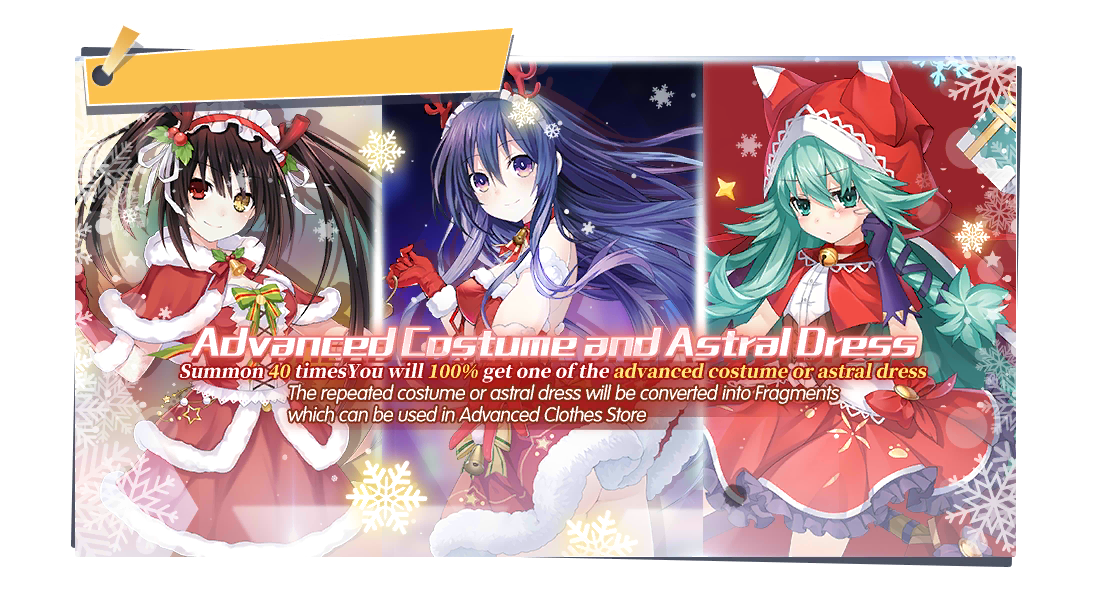 Advanced Costume and Astral Dress
Summon 40 timesYou will 100% get one of the advanced costume or astral dress
The repeated costume or astral dress will be converted into Fragments
which can be used in Advanced Clothes Store